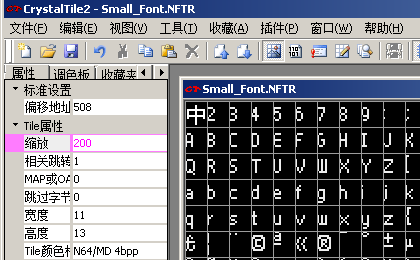 CrystalTile2 - Small_Font.NFTR
文件(F) 编辑(E) 视图(V) 工具(T) 收藏(A) 插件(P) 窗口(W) 帮助(H)
属性 调色板 收藏夹
标准设置
偏移地址 508
Tile属性
缩放 200
相关跳转 1
MAP或OA 0
跳过字节 0
宽度 11
高度 13
Tile颜色格 N64/MD 4bpp
Small_Font.NFTR
中 2 3 4 5 6 7 8 9 : ;
A B C D E F G H I J K
Q R S T U V W X Y Z [
a b c d e f g h i j k
q r s t u v w x y z {
© ª « ®